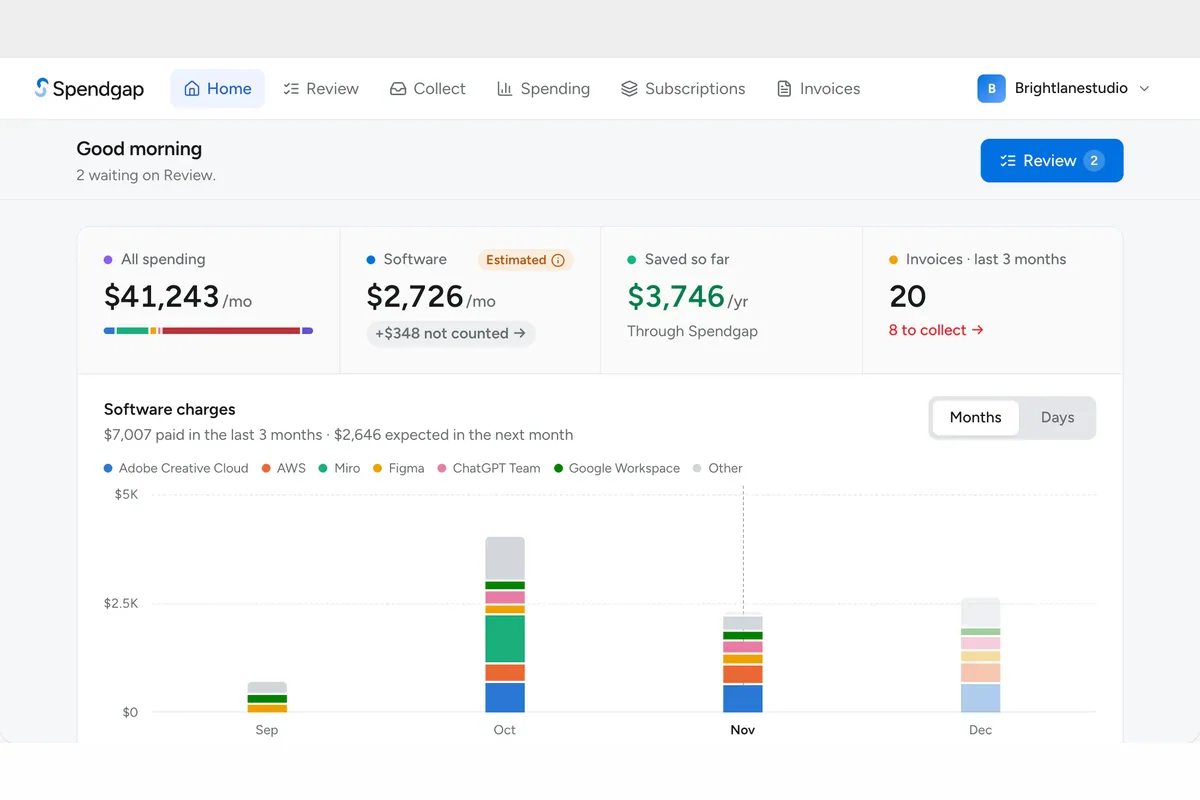 Spendgap
Home
Review
Collect
Spending
Subscriptions
Invoices
B
Brightlanestudio
Good morning
2 waiting on Review.
Review 2
All spending
$41,243/mo
Software
Estimated
$2,726/mo
+$348 not counted →
Saved so far
$3,746/yr
Through Spendgap
Invoices · last 3 months
20
8 to collect →
Software charges
$7,007 paid in the last 3 months · $2,646 expected in the next month
Months
Days
Adobe Creative Cloud
AWS
Miro
Figma
ChatGPT Team
Google Workspace
Other
$5K
$2.5K
$0
Sep
Oct
Nov
Dec